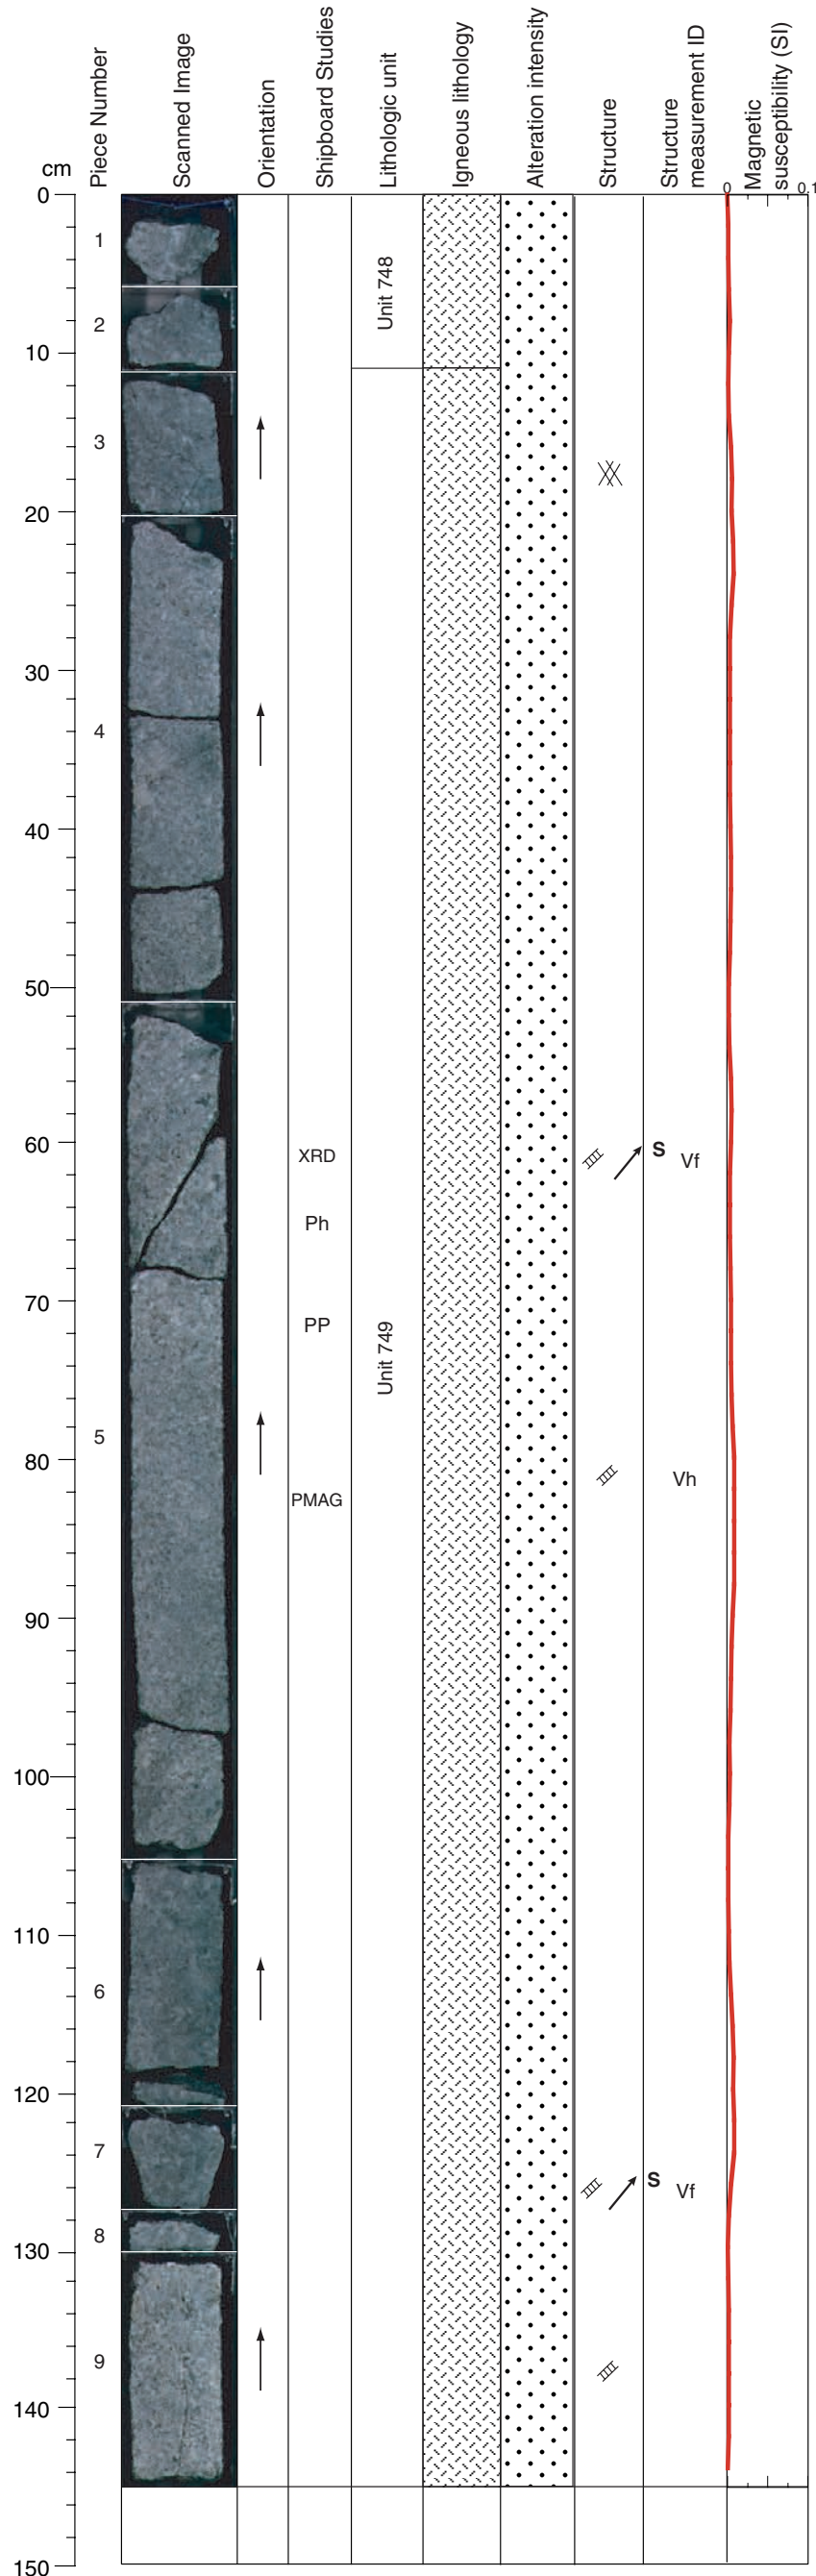 cm
Piece Number
Scanned Image
Orientation
Shipboard Studies
Lithologic unit
Igneous lithology
Alteration intensity
Structure
Structure
measurement ID
Magnetic
susceptibility (SI)
0 0.1
0
1
Unit 748
2
10
3
20
30
4
40
50
60
XRD
S
Vf
Ph
70
PP
Unit 749
5
80
Vh
PMAG
90
100
110
6
120
7
S
Vf
8
130
9
140
150